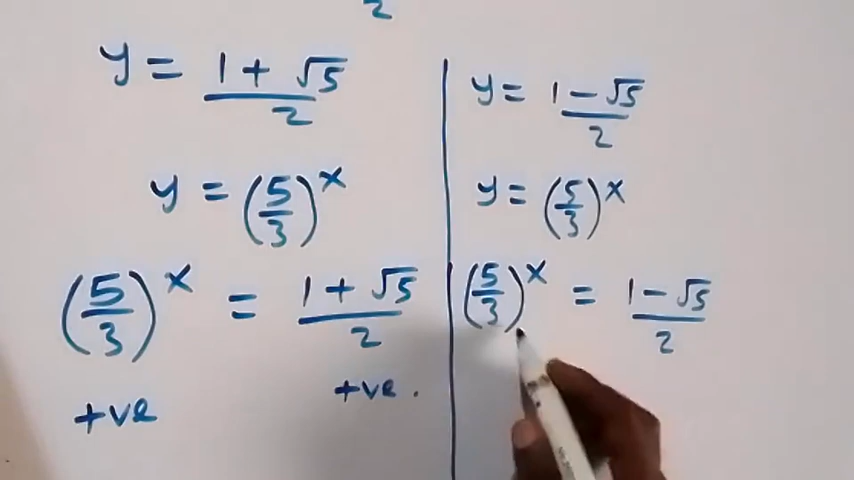 2
y = 1 + √5 / 2
y = (5/3)^x
(5/3)^x = 1 + √5 / 2
+ve +ve .
y = 1 - √5 / 2
y = (5/3)^x
(5/3)^x = 1 - √5 / 2